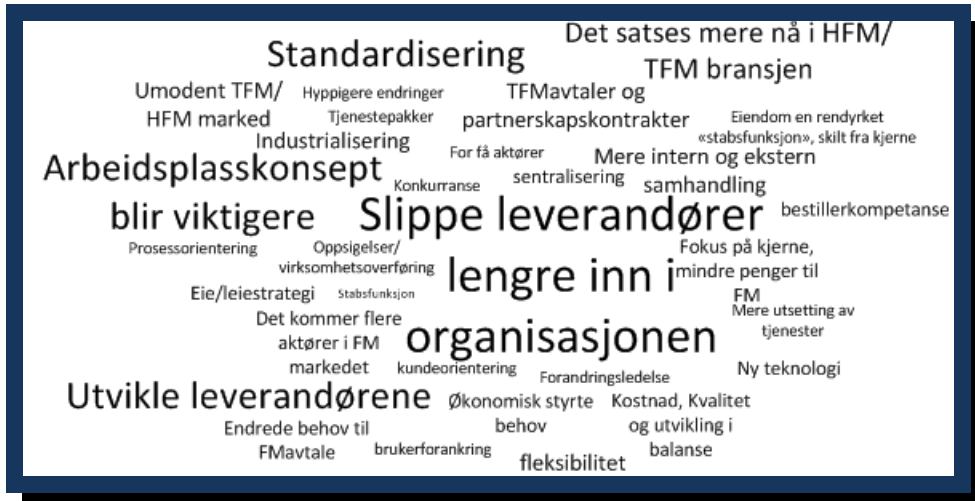 Det satses mere nå i HFM/
TFM bransjen
Standardisering
Umodent TFM/
HFM marked
Hyppigere endringer
Tjenestepakker
TFMavtaler og
partnerskapskontrakter
Eiendom en rendyrket
«stabsfunksjon», skilt fra kjerne
Industrialisering
For få aktører
Mere intern og ekstern
samhandling
Arbeidsplasskonsept
blir viktigere
Konkurranse
sentralisering
Slippe leverandører
lengre inn i
organisasjonen
bestillerkompetanse
Prosessorientering
Oppsigelser/
virksomhetsoverføring
Fokus på kjerne,
mindre penger til
FM
Eie/leiestrategi
Stabsfunksjon
Mere utsetting av
tjenester
Det kommer flere
aktører i FM
markedet
kundeorientering
Forandringsledelse
Ny teknologi
Utvikle leverandørene
Økonomisk styrte
behov
Kostnad, Kvalitet
og utvikling i
balanse
Endrede behov til
FMavtale
brukerforankring
fleksibilitet